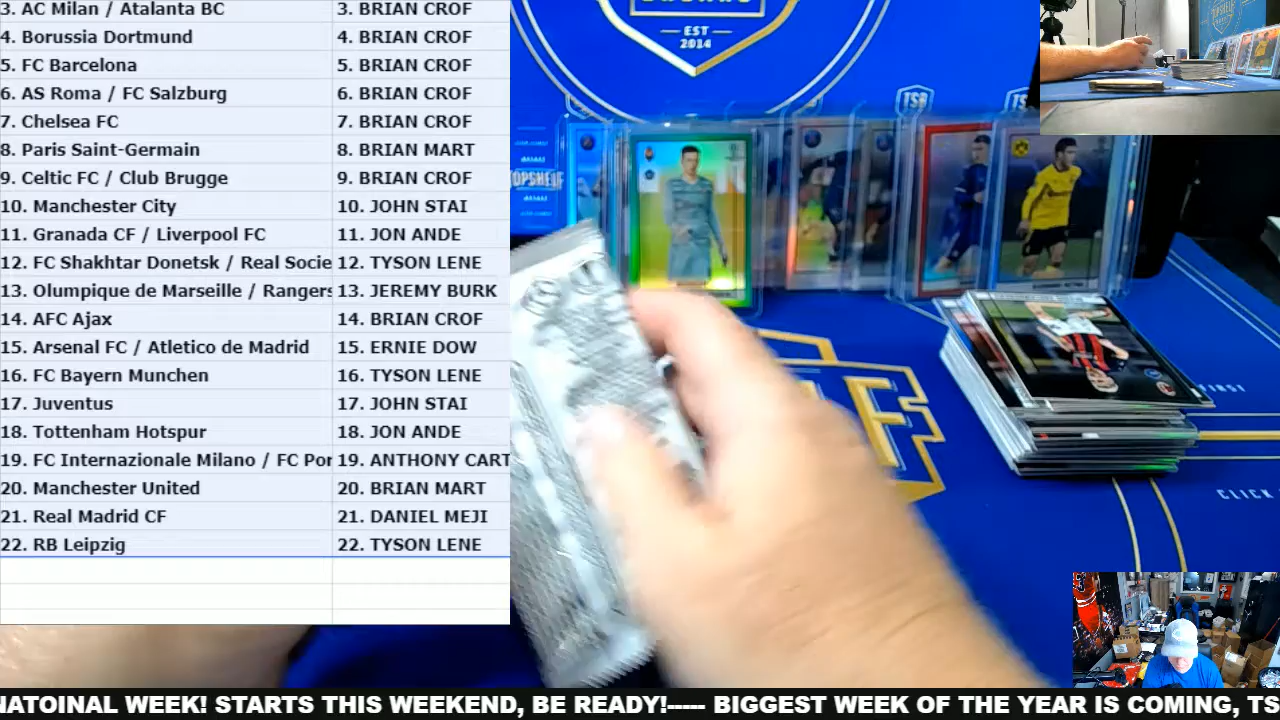 3. AC Milan / Atalanta BC 3. BRIAN CROF
4. Borussia Dortmund 4. BRIAN CROF
5. FC Barcelona 5. BRIAN CROF
6. AS Roma / FC Salzburg 6. BRIAN CROF
7. Chelsea FC 7. BRIAN CROF
8. Paris Saint-Germain 8. BRIAN MART
9. Celtic FC / Club Brugge 9. BRIAN CROF
10. Manchester City 10. JOHN STAI
11. Granada CF / Liverpool FC 11. JON ANDE
12. FC Shakhtar Donetsk / Real Socie 12. TYSON LENE
13. Olumpique de Marseille / Rangers 13. JEREMY BURK
14. AFC Ajax 14. BRIAN CROF
15. Arsenal FC / Atletico de Madrid 15. ERNIE DOW
16. FC Bayern Munchen 16. TYSON LENE
17. Juventus 17. JOHN STAI
18. Tottenham Hotspur 18. JON ANDE
19. FC Internazionale Milano / FC Por 19. ANTHONY CART
20. Manchester United 20. BRIAN MART
21. Real Madrid CF 21. DANIEL MEJI
22. RB Leipzig 22. TYSON LENE
EST
2014
TSB
TS
OPSHELF
FIRST
CLICK
NATOINAL WEEK! STARTS THIS WEEKEND, BE READY!----- BIGGEST WEEK OF THE YEAR IS COMING, TS